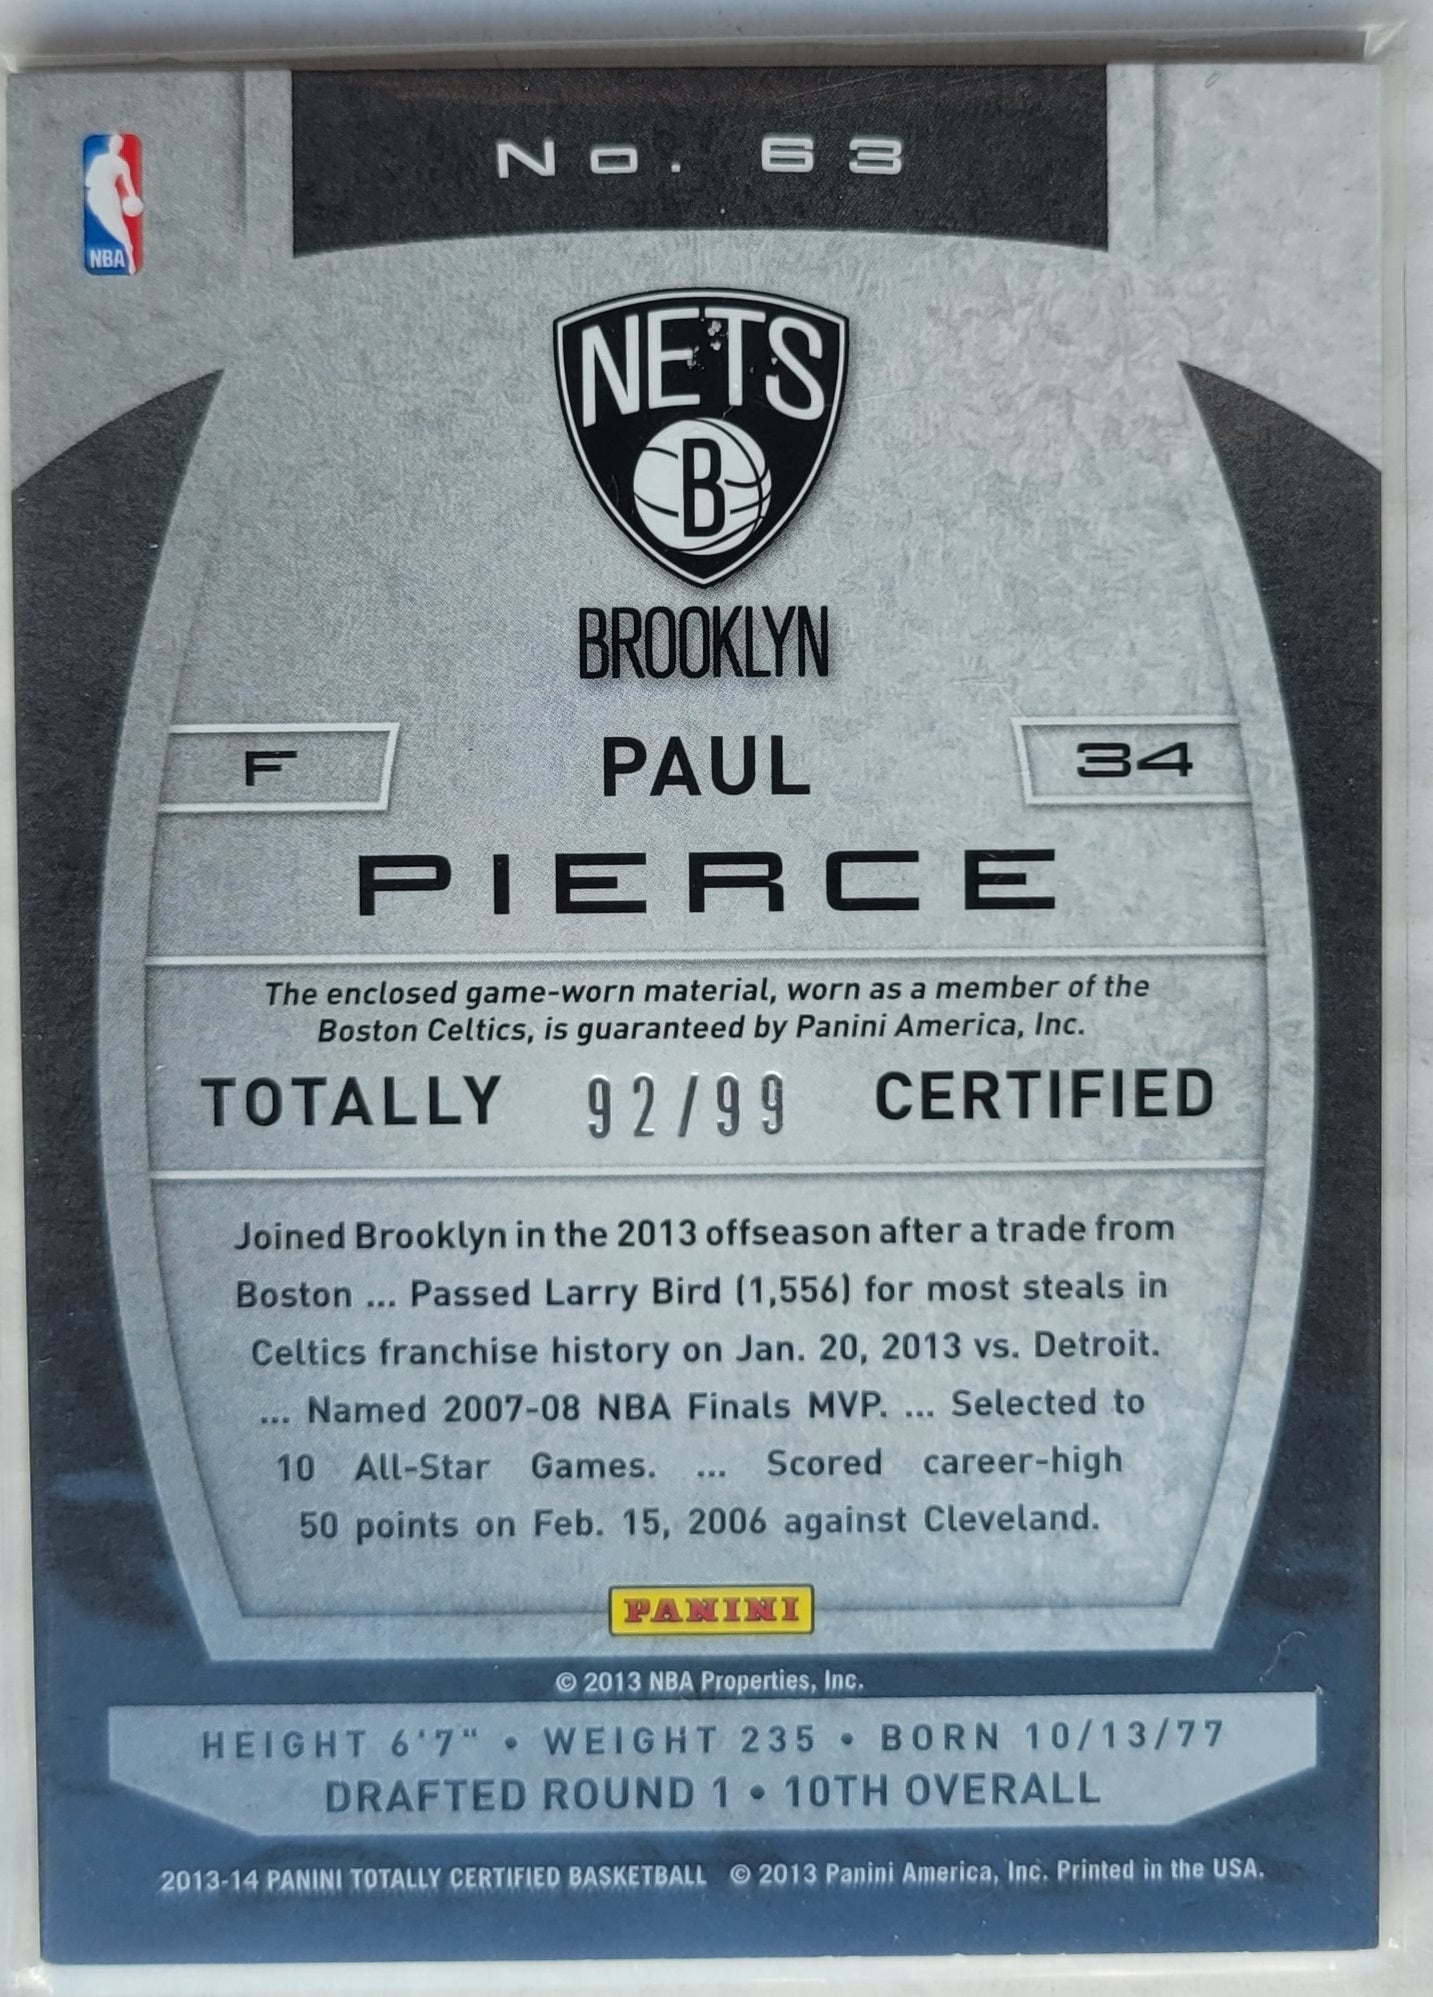 No. 63
NBA
NETS
B
BROOKLYN
F
PAUL
34
PIERCE
The enclosed game-worn material, worn as a member of the
Boston Celtics, is guaranteed by Panini America, Inc.
TOTALLY 92/99 CERTIFIED
Joined Brooklyn in the 2013 offseason after a trade from
Boston ... Passed Larry Bird (1,556) for most steals in
Celtics franchise history on Jan. 20, 2013 vs. Detroit.
... Named 2007-08 NBA Finals MVP. ... Selected to
10 All-Star Games. ... Scored career-high
50 points on Feb. 15, 2006 against Cleveland.
PANINI
© 2013 NBA Properties, Inc.
HEIGHT 6'7" • WEIGHT 235 • BORN 10/13/77
DRAFTED ROUND 1 • 10TH OVERALL
2013-14 PANINI TOTALLY CERTIFIED BASKETBALL © 2013 Panini America, Inc. Printed in the USA.